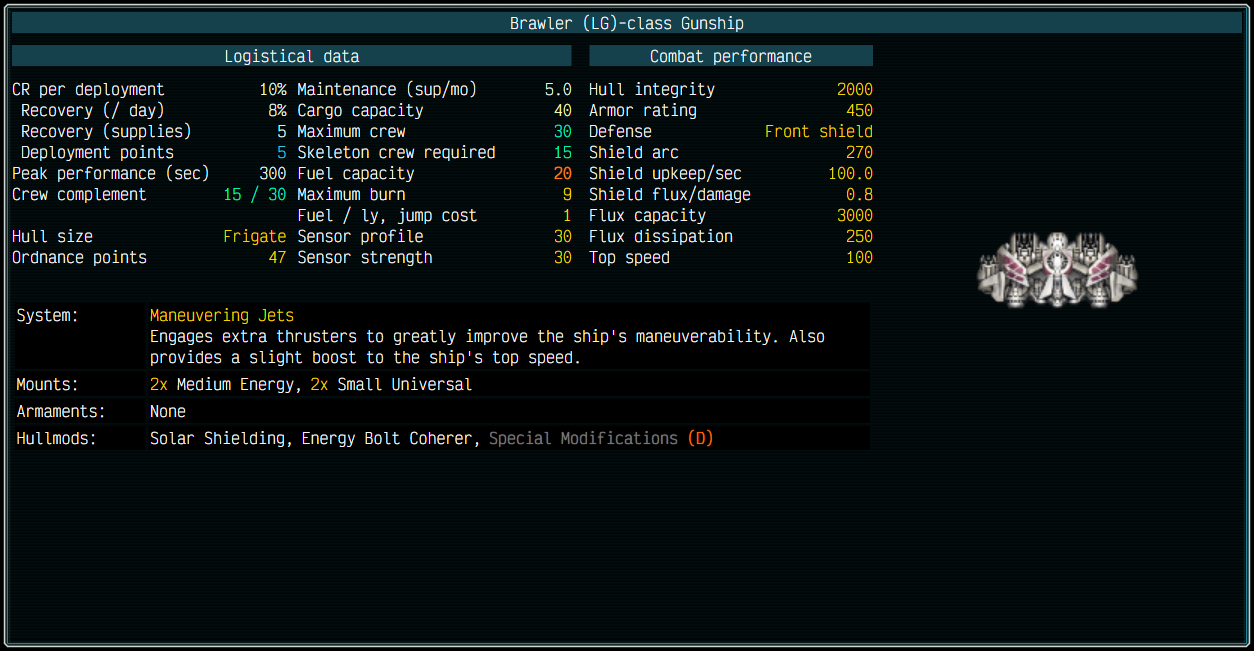 Brawler (LG)-class Gunship
Logistical data
CR per deployment 10% Maintenance (sup/mo) 5.0
Recovery (/ day) 8% Cargo capacity 40
Recovery (supplies) 5 Maximum crew 30
Deployment points 5 Skeleton crew required 15
Peak performance (sec) 300 Fuel capacity 20
Crew complement 15 / 30 Maximum burn 9
Fuel / ly, jump cost 1
Hull size Frigate Sensor profile 30
Ordnance points 47 Sensor strength 30
Combat performance
Hull integrity 2000
Armor rating 450
Defense Front shield
Shield arc 270
Shield upkeep/sec 100.0
Shield flux/damage 0.8
Flux capacity 3000
Flux dissipation 250
Top speed 100
System: Maneuvering Jets
Engages extra thrusters to greatly improve the ship's maneuverability. Also
provides a slight boost to the ship's top speed.
Mounts: 2x Medium Energy, 2x Small Universal
Armaments: None
Hullmods: Solar Shielding, Energy Bolt Coherer, Special Modifications (D)